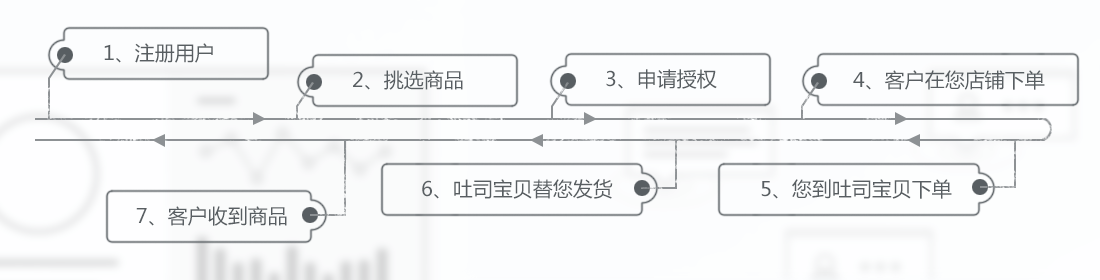 1、注册用户
2、挑选商品
3、申请授权
4、客户在您店铺下单
5、您到吐司宝贝下单
6、吐司宝贝替您发货
7、客户收到商品